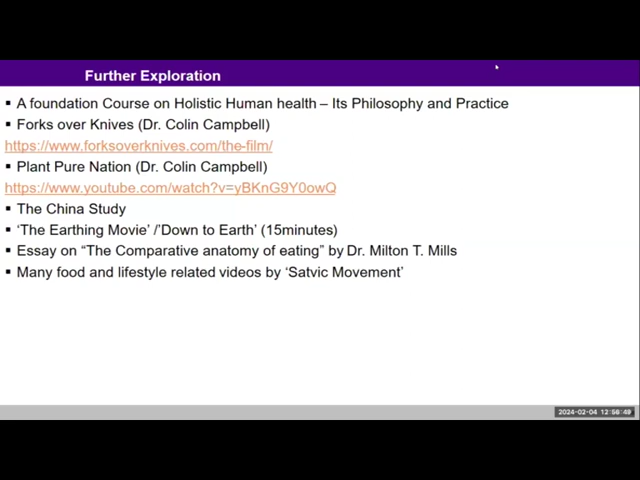 Further Exploration
▪ A foundation Course on Holistic Human health – Its Philosophy and Practice
▪ Forks over Knives (Dr. Colin Campbell)
https://www.forksoverknives.com/the-film/
▪ Plant Pure Nation (Dr. Colin Campbell)
https://www.youtube.com/watch?v=yBKnG9Y0owQ
▪ The China Study
▪ ‘The Earthing Movie’ /’Down to Earth’ (15minutes)
▪ Essay on “The Comparative anatomy of eating” by Dr. Milton T. Mills
▪ Many food and lifestyle related videos by ‘Satvic Movement’
2024-02-04 12:56:49